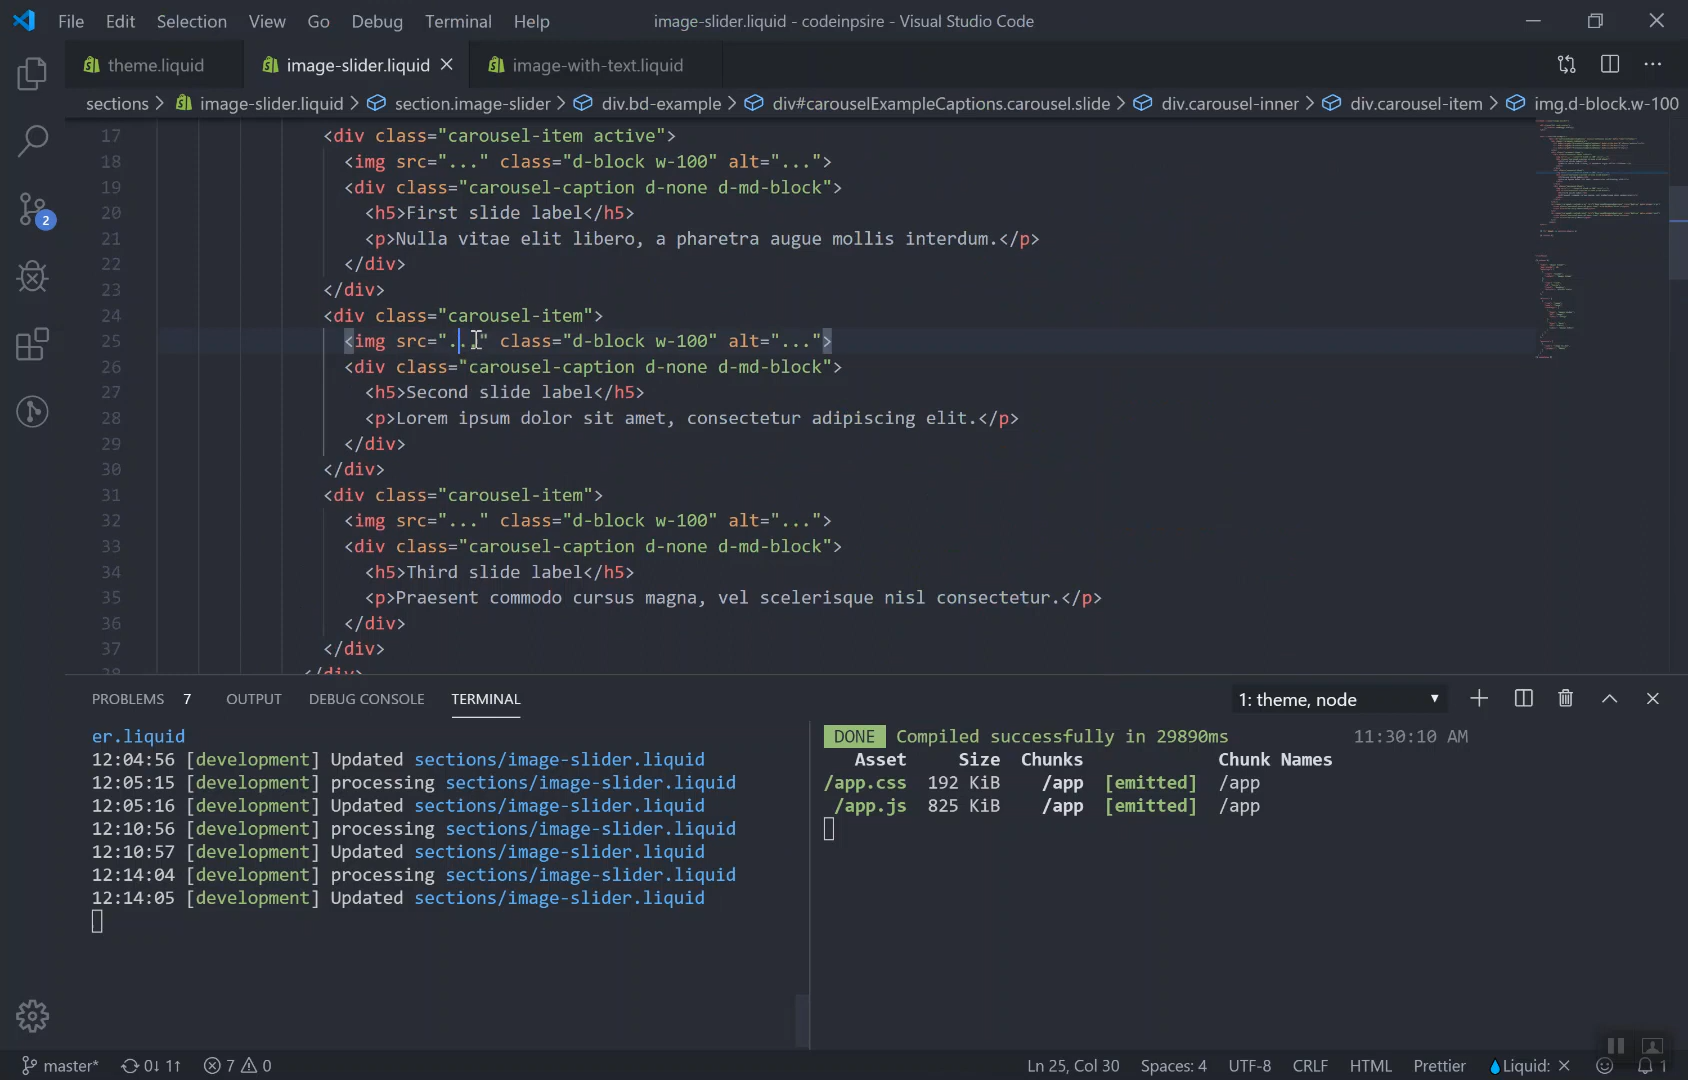 File Edit Selection View Go Debug Terminal Help image-slider.liquid - codeinpsire - Visual Studio Code
theme.liquid image-slider.liquid image-with-text.liquid
sections > image-slider.liquid > section.image-slider > div.bd-example > div#carouselExampleCaptions.carousel.slide > div.carousel-inner > div.carousel-item > img.d-block.w-100
17 <div class="carousel-item active">
18 <img src="..." class="d-block w-100" alt="...">
19 <div class="carousel-caption d-none d-md-block">
20 <h5>First slide label</h5>
21 <p>Nulla vitae elit libero, a pharetra augue mollis interdum.</p>
22 </div>
23 </div>
24 <div class="carousel-item">
25 <img src="..." class="d-block w-100" alt="...">
26 <div class="carousel-caption d-none d-md-block">
27 <h5>Second slide label</h5>
28 <p>Lorem ipsum dolor sit amet, consectetur adipiscing elit.</p>
29 </div>
30 </div>
31 <div class="carousel-item">
32 <img src="..." class="d-block w-100" alt="...">
33 <div class="carousel-caption d-none d-md-block">
34 <h5>Third slide label</h5>
35 <p>Praesent commodo cursus magna, vel scelerisque nisl consectetur.</p>
36 </div>
37 </div>
38 </div>
2
PROBLEMS 7 OUTPUT DEBUG CONSOLE TERMINAL 1: theme, node
er.liquid
12:04:56 [development] Updated sections/image-slider.liquid
12:05:15 [development] processing sections/image-slider.liquid
12:05:16 [development] Updated sections/image-slider.liquid
12:10:56 [development] processing sections/image-slider.liquid
12:10:57 [development] Updated sections/image-slider.liquid
12:14:04 [development] processing sections/image-slider.liquid
12:14:05 [development] Updated sections/image-slider.liquid
DONE Compiled successfully in 29890ms 11:30:10 AM
Asset Size Chunks Chunk Names
/app.css 192 KiB /app [emitted] /app
/app.js 825 KiB /app [emitted] /app
master* 0↓ 1↑ 7 0 Ln 25, Col 30 Spaces: 4 UTF-8 CRLF HTML Prettier Liquid: 1